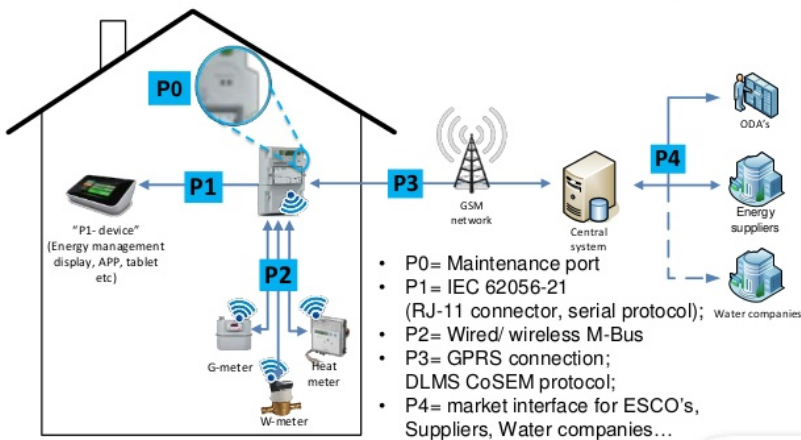 P0
P1
P3
P4
ODA's
"P1- device"
(Energy management
display, APP, tablet
etc)
GSM
network
Central
system
Energy
suppliers
P2
G-meter
Heat
meter
W-meter
Water companies
• P0= Maintenance port
• P1= IEC 62056-21
(RJ-11 connector, serial protocol);
• P2= Wired/ wireless M-Bus
• P3= GPRS connection;
DLMS CoSEM protocol;
• P4= market interface for ESCO's,
Suppliers, Water companies…